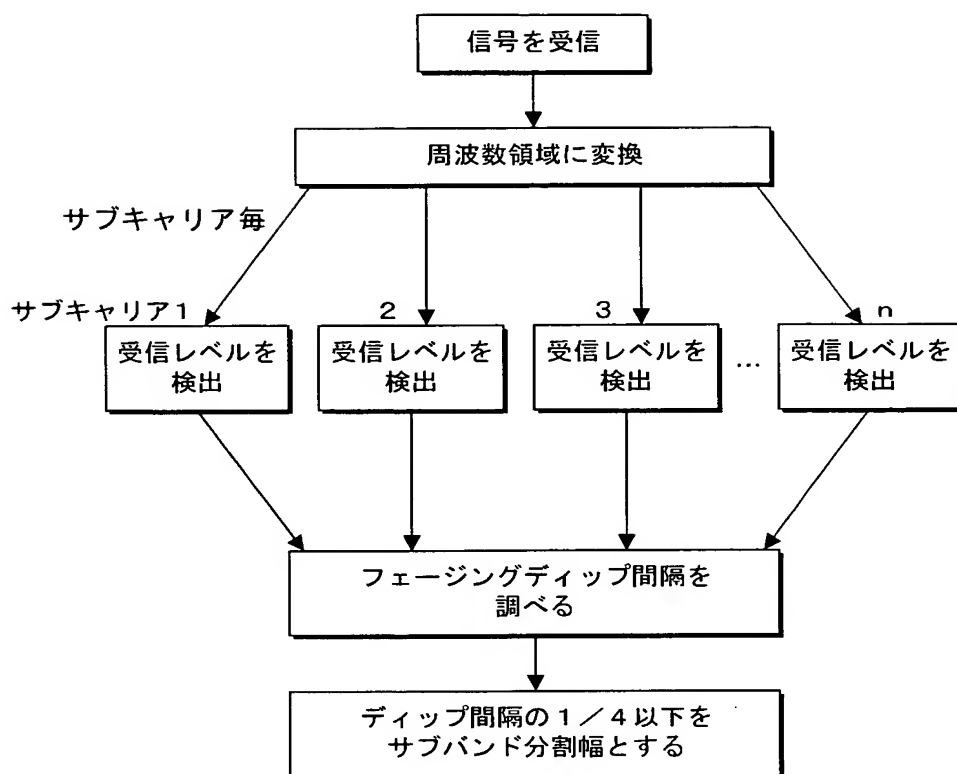 信号を受信
周波数領域に変換
サブキャリア毎
サブキャリア1
2
3
n
受信レベルを
検出
受信レベルを
検出
受信レベルを
検出
…
受信レベルを
検出
フェージングディップ間隔を
調べる
ディップ間隔の1/4以下を
サブバンド分割幅とする